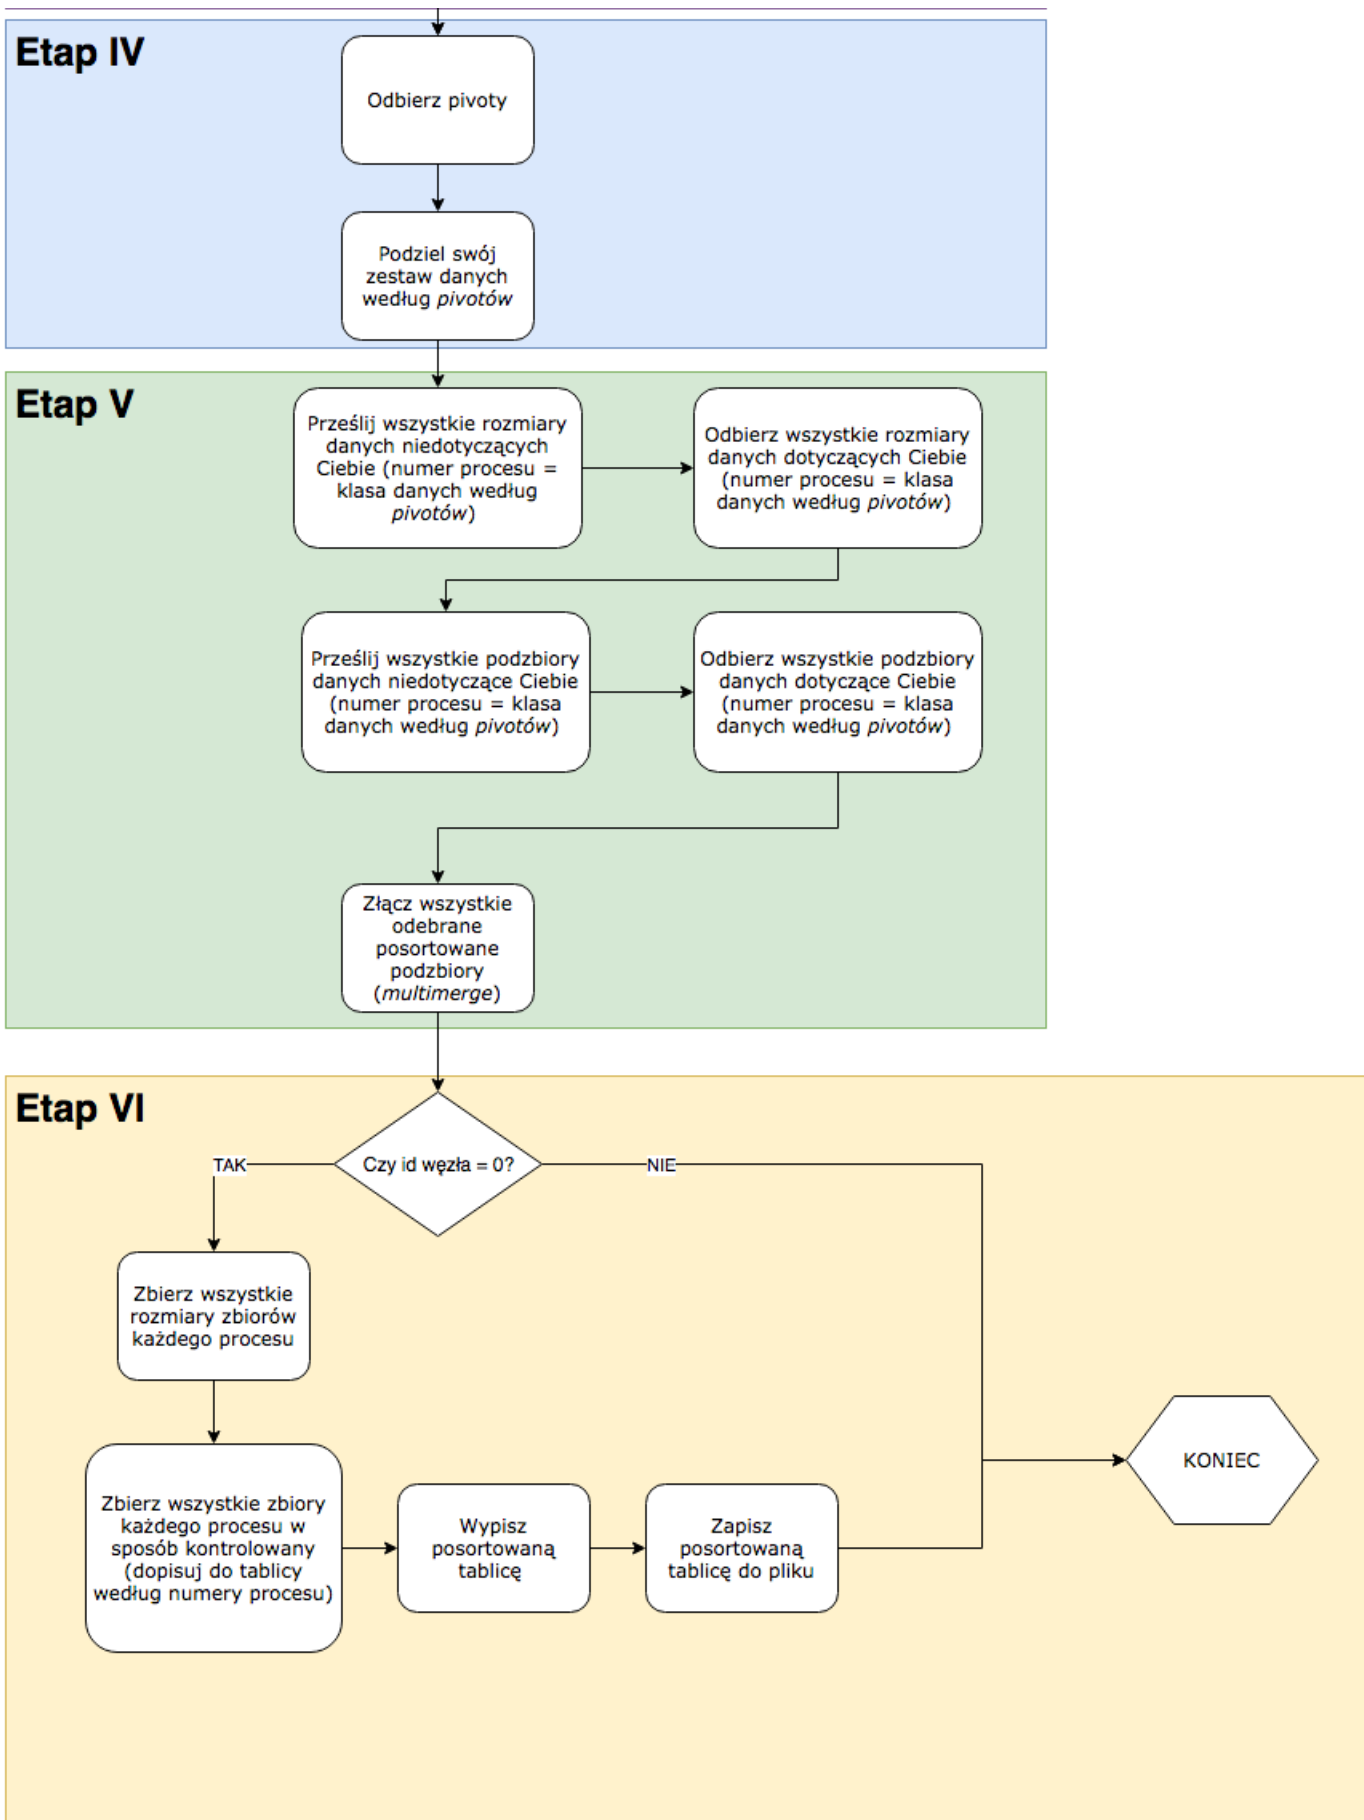 Etap IV
Odbierz pivoty
Podziel swój
zestaw danych
według pivotów
Etap V
Prześlij wszystkie rozmiary
danych niedotyczących
Ciebie (numer procesu =
klasa danych według
pivotów)
Odbierz wszystkie rozmiary
danych dotyczących Ciebie
(numer procesu = klasa
danych według pivotów)
Prześlij wszystkie podzbiory
danych niedotyczące Ciebie
(numer procesu = klasa
danych według pivotów)
Odbierz wszystkie podzbiory
danych dotyczące Ciebie
(numer procesu = klasa
danych według pivotów)
Złącz wszystkie
odebrane
posortowane
podzbiory
(multimerge)
Etap VI
Czy id węzła = 0?
TAK
NIE
Zbierz wszystkie
rozmiary zbiorów
każdego procesu
Zbierz wszystkie zbiory
każdego procesu w
sposób kontrolowany
(dopisuj do tablicy
według numery procesu)
Wypisz
posortowaną
tablicę
Zapisz
posortowaną
tablicę do pliku
KONIEC